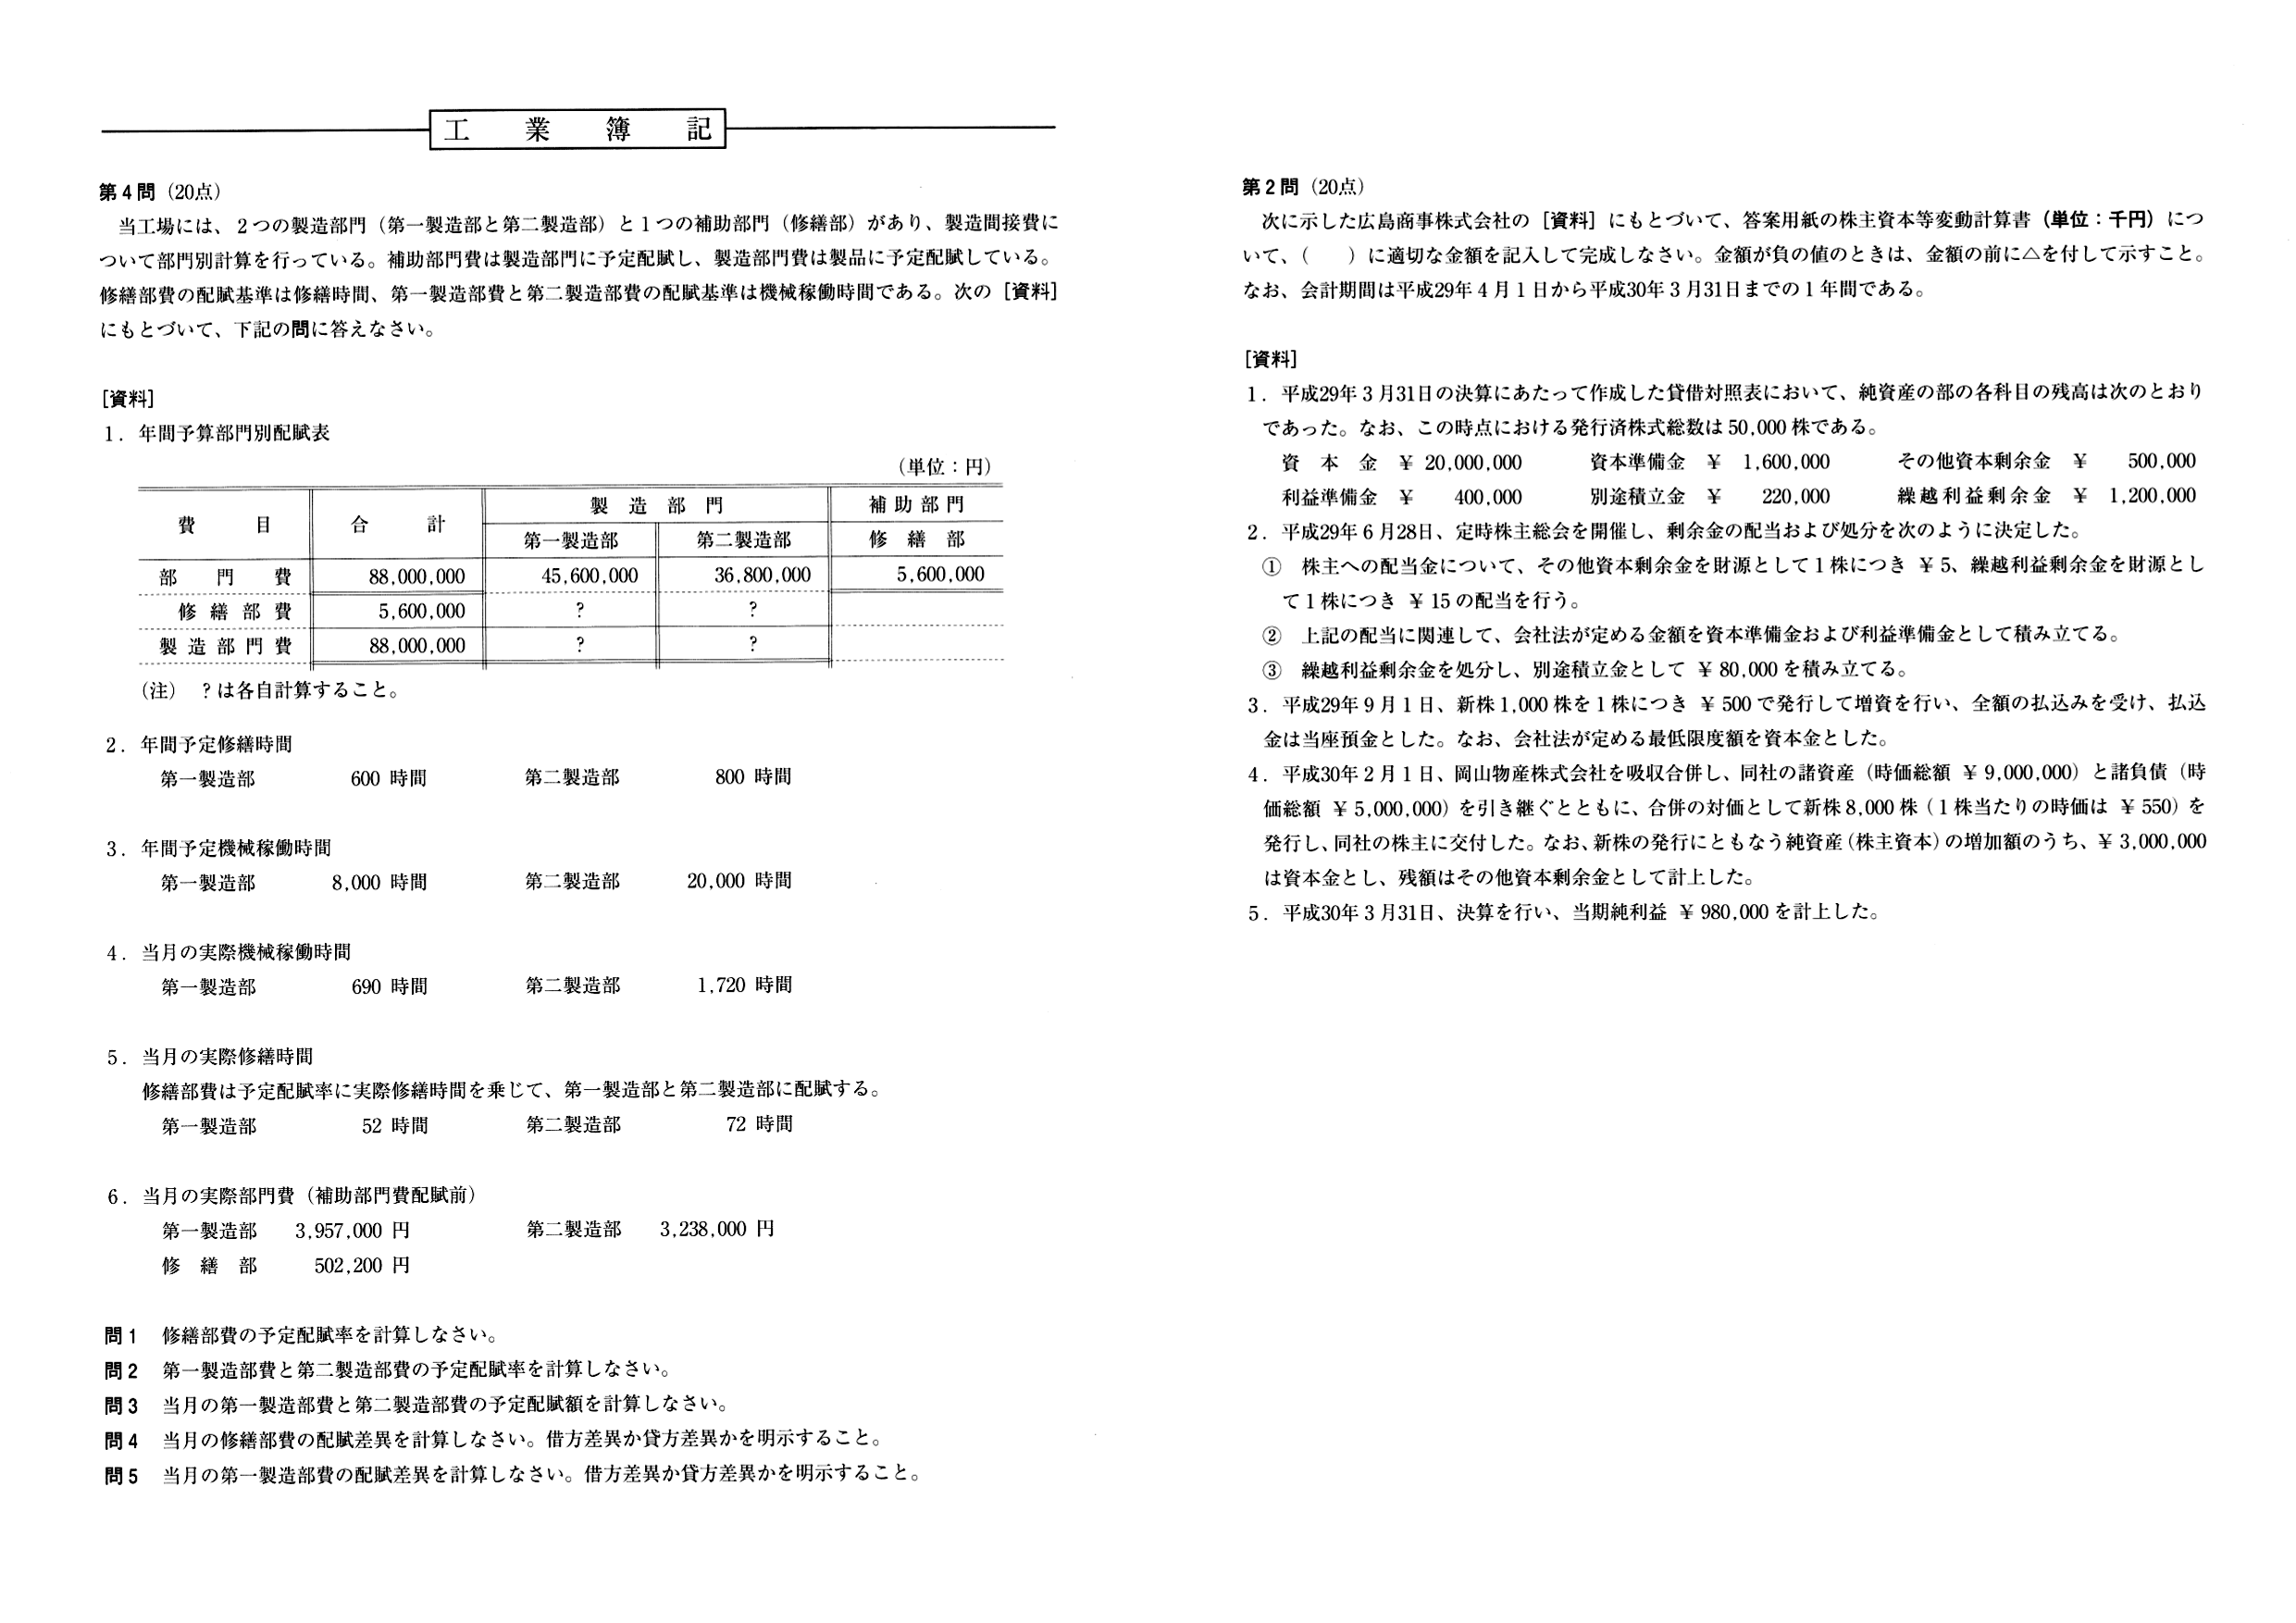 工業簿記
第4問（20点）
当工場には、2つの製造部門（第一製造部と第二製造部）と1つの補助部門（修繕部）があり、製造間接費に
ついて部門別計算を行っている。補助部門費は製造部門に予定配賦し、製造部門費は製品に予定配賦している。
修繕部費の配賦基準は修繕時間、第一製造部費と第二製造部費の配賦基準は機械稼働時間である。次の［資料］
にもとづいて、下記の問に答えなさい。
［資料］
1．年間予算部門別配賦表
（単位：円）
費目 合計 製造部門 補助部門
第一製造部 第二製造部 修繕部
部門費 88,000,000 45,600,000 36,800,000 5,600,000
修繕部費 5,600,000 ? ?
製造部門費 88,000,000 ? ?
（注） ?は各自計算すること。
2．年間予定修繕時間
第一製造部 600 時間 第二製造部 800 時間
3．年間予定機械稼働時間
第一製造部 8,000 時間 第二製造部 20,000 時間
4．当月の実際機械稼働時間
第一製造部 690 時間 第二製造部 1,720 時間
5．当月の実際修繕時間
修繕部費は予定配賦率に実際修繕時間を乗じて、第一製造部と第二製造部に配賦する。
第一製造部 52 時間 第二製造部 72 時間
6．当月の実際部門費（補助部門費配賦前）
第一製造部 3,957,000 円 第二製造部 3,238,000 円
修繕部 502,200 円
問1 修繕部費の予定配賦率を計算しなさい。
問2 第一製造部費と第二製造部費の予定配賦率を計算しなさい。
問3 当月の第一製造部費と第二製造部費の予定配賦額を計算しなさい。
問4 当月の修繕部費の配賦差異を計算しなさい。借方差異か貸方差異かを明示すること。
問5 当月の第一製造部費の配賦差異を計算しなさい。借方差異か貸方差異かを明示すること。
第2問（20点）
次に示した広島商事株式会社の［資料］にもとづいて、答案用紙の株主資本等変動計算書（単位：千円）につ
いて、（　　）に適切な金額を記入して完成しなさい。金額が負の値のときは、金額の前に△を付して示すこと。
なお、会計期間は平成29年4月1日から平成30年3月31日までの1年間である。
［資料］
1．平成29年3月31日の決算にあたって作成した貸借対照表において、純資産の部の各科目の残高は次のとおり
であった。なお、この時点における発行済株式総数は50,000株である。
資本金 ¥ 20,000,000 資本準備金 ¥ 1,600,000 その他資本剰余金 ¥ 500,000
利益準備金 ¥ 400,000 別途積立金 ¥ 220,000 繰越利益剰余金 ¥ 1,200,000
2．平成29年6月28日、定時株主総会を開催し、剰余金の配当および処分を次のように決定した。
① 株主への配当金について、その他資本剰余金を財源として1株につき ¥5、繰越利益剰余金を財源とし
て1株につき ¥15の配当を行う。
② 上記の配当に関連して、会社法が定める金額を資本準備金および利益準備金として積み立てる。
③ 繰越利益剰余金を処分し、別途積立金として ¥80,000を積み立てる。
3．平成29年9月1日、新株1,000株を1株につき ¥500で発行して増資を行い、全額の払込みを受け、払込
金は当座預金とした。なお、会社法が定める最低限度額を資本金とした。
4．平成30年2月1日、岡山物産株式会社を吸収合併し、同社の諸資産（時価総額 ¥9,000,000）と諸負債（時
価総額 ¥5,000,000）を引き継ぐとともに、合併の対価として新株8,000株（1株当たりの時価は ¥550）を
発行し、同社の株主に交付した。なお、新株の発行にともなう純資産（株主資本）の増加額のうち、¥3,000,000
は資本金とし、残額はその他資本剰余金として計上した。
5．平成30年3月31日、決算を行い、当期純利益 ¥980,000を計上した。